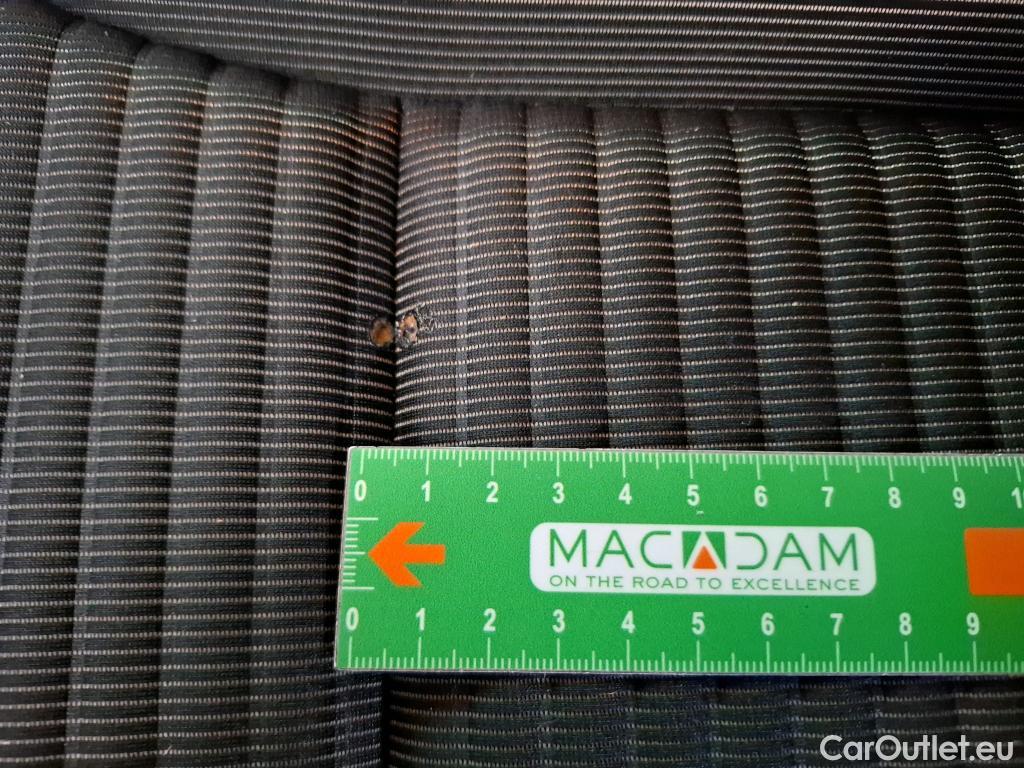 0 1 2 3 4 5 6 7 8 9 1
MACADAM
ON THE ROAD TO EXCELLENCE
0 1 2 3 4 5 6 7 8 9
CarOutlet.eu